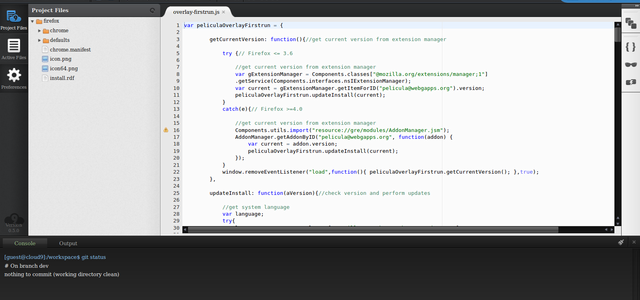 overlay-firstrun.js
Project Files
Project Files
firefox
chrome
defaults
chrome.manifest
icon.png
icon64.png
install.rdf
Active Files
Preferences
Version
1 var peliculaOverlayFirstrun = {
2
3 getCurrentVersion: function(){//get current version from extension manager
4
5 try {// Firefox <= 3.6
6
7 //get current version from extension manager
8 var gExtensionManager = Components.classes["@mozilla.org/extensions/manager;1"]
9 .getService(Components.interfaces.nsIExtensionManager);
10 var current = gExtensionManager.getItemForID("pelicula@webgapps.org").version;
11 peliculaOverlayFirstrun.updateInstall(current);
12 }
13 catch(e){// Firefox >=4.0
14
15 //get current version from extension manager
16 Components.utils.import("resource://gre/modules/AddonManager.jsm");
17 AddonManager.getAddonByID("pelicula@webgapps.org", function(addon) {
18 var current = addon.version;
19 peliculaOverlayFirstrun.updateInstall(current);
20 });
21 }
22 window.removeEventListener("load",function(){ peliculaOverlayFirstrun.getCurrentVersion(); },true);
23 },
24
25 updateInstall: function(aVersion){//check version and perform updates
26
27 //get system language
28 var language;
29 try{
30
Console
Output
[guest@cloud9]:/workspace$ git status
# On branch dev
nothing to commit (working directory clean)